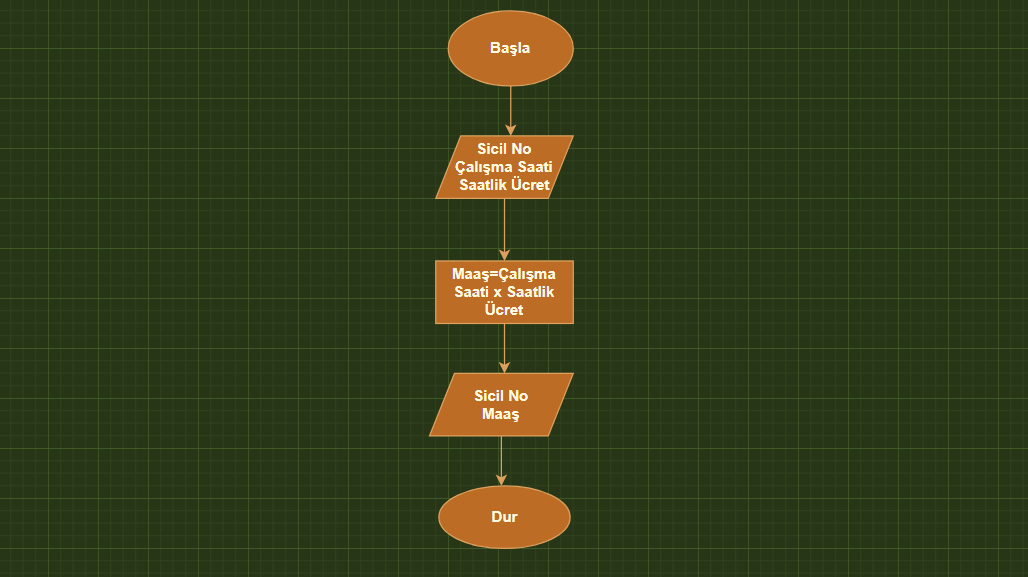 Başla
Sicil No
Çalışma Saati
Saatlik Ücret
Maaş=Çalışma
Saati x Saatlik
Ücret
Sicil No
Maaş
Dur